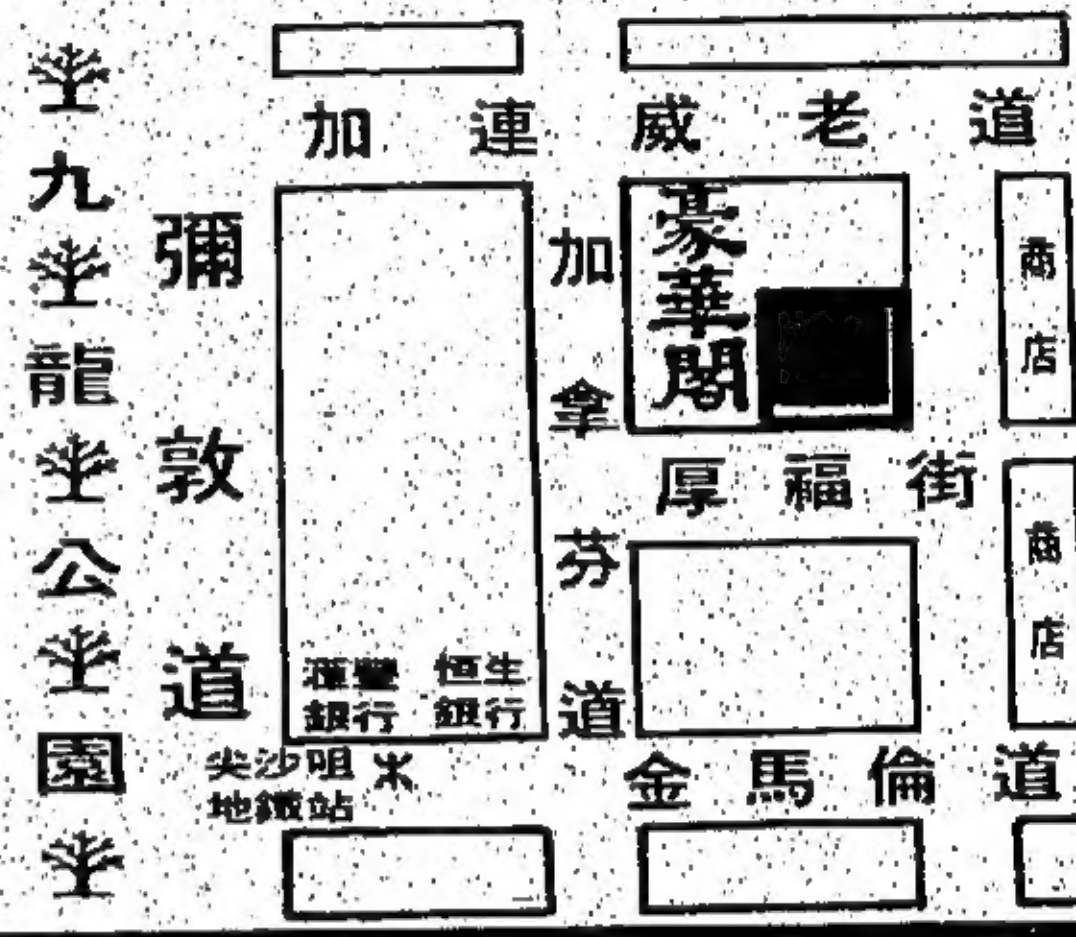 加連威老道
九龍公園
彌敦道
加拿芬道
豪華閣
商店
厚福街
商店
滙豐銀行
恒生銀行
尖沙咀
地鐵站
金馬倫道